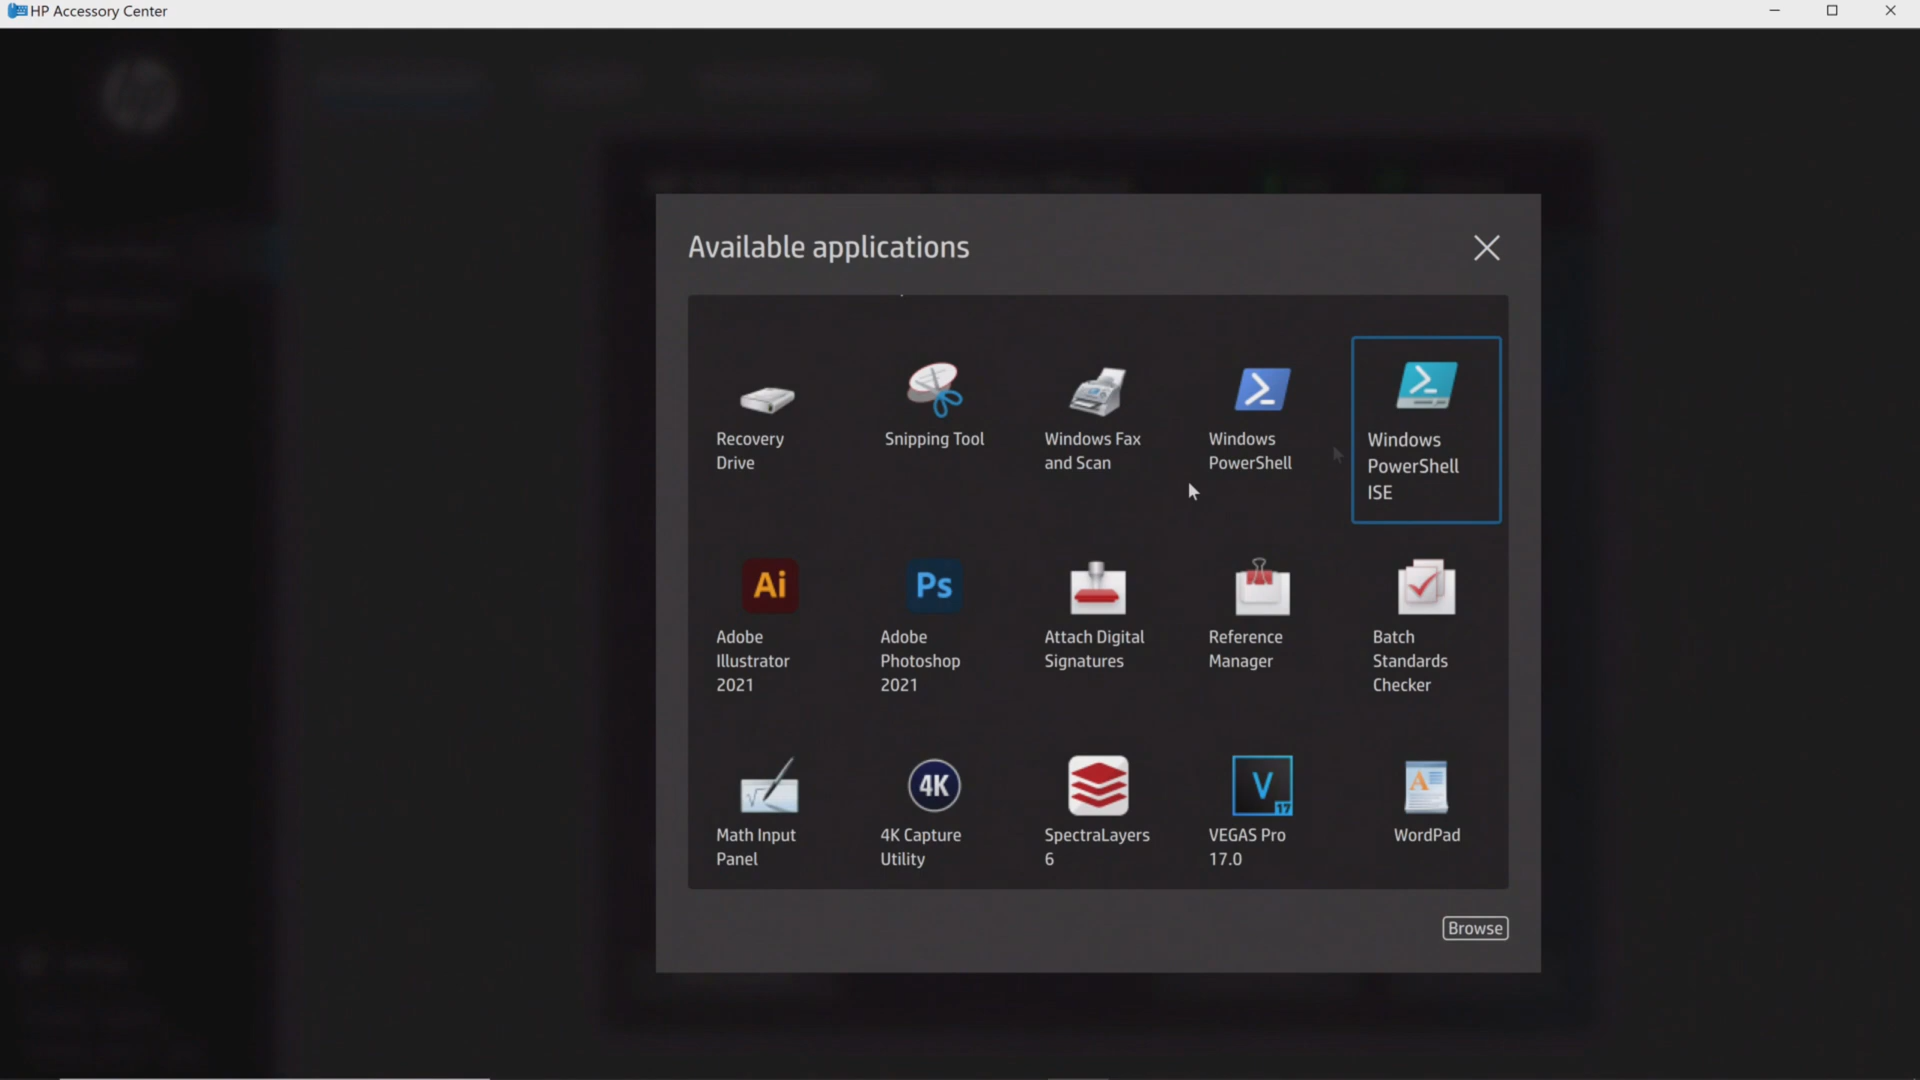 HP Accessory Center
Available applications
Recovery
Drive
Snipping Tool
Windows Fax
and Scan
Windows
PowerShell
Windows
PowerShell
ISE
Ai
Adobe
Illustrator
2021
Ps
Adobe
Photoshop
2021
Attach Digital
Signatures
Reference
Manager
Batch
Standards
Checker
Math Input
Panel
4K
4K Capture
Utility
SpectraLayers
6
V
17
VEGAS Pro
17.0
A
WordPad
Browse